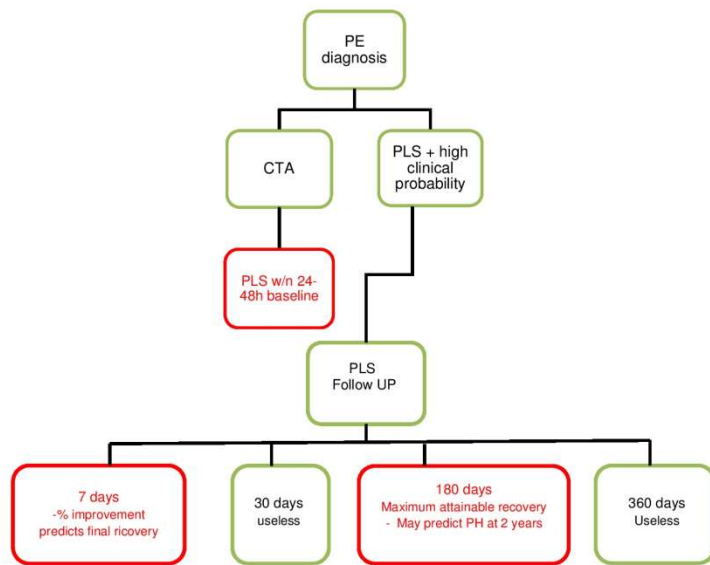 PE
diagnosis
CTA
PLS + high
clinical
probability
PLS w/n 24-
48h baseline
PLS
Follow UP
7 days
-% improvement
predicts final ricovery
30 days
useless
180 days
Maximum attainable recovery
- May predict PH at 2 years
360 days
Useless